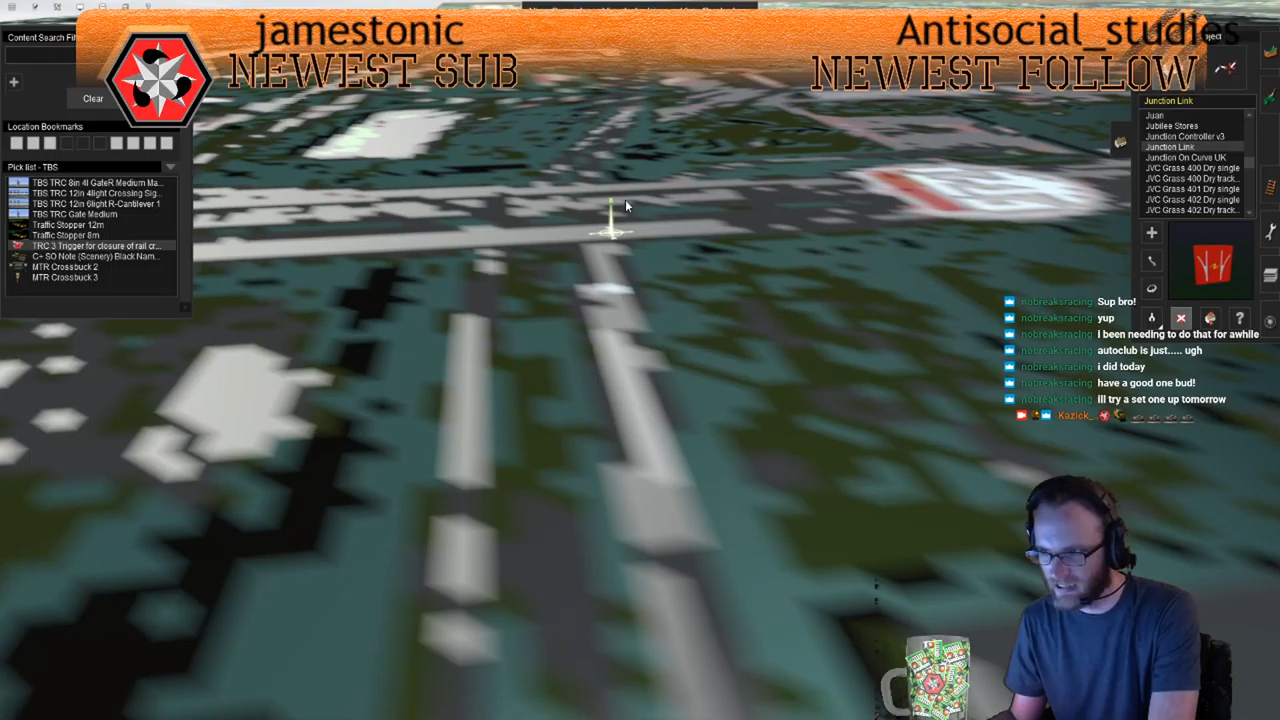 jamestonic
NEWEST SUB
Antisocial_studies
NEWEST FOLLOW
Content Search Fil
Clear
Location Bookmarks
Pick list - TBS
TBS TRC 8in 4l GateR Medium Ma...
TBS TRC 12in 4light Crossing Sig...
TBS TRC 12in 6light R-Cantilever 1
TBS TRC Gate Medium
Traffic Stopper 12m
Traffic Stopper 8m
TRC 3 Trigger for closure of rail cr...
C~ SO Note (Scenery) Black Nam...
MTR Crossbuck 2
MTR Crossbuck 3
Junction Link
Juan
Jubilee Stores
Junction Controller v3
Junction Link
Junction On Curva UK
JVC Grass 400 Dry single
JVC Grass 400 Dry track...
JVC Grass 401 Dry single
JVC Grass 402 Dry single
JVC Grass 402 Dry track...
nobreaksracing Sup bro!
nobreaksracing yup
nobreaksracing I been needing to do that for awhile
nobreaksracing autoclub is just..... ugh
nobreaksracing i did today
nobreaksracing have a good one bud!
nobreaksracing ill try a set one up tomorrow
Kazick_